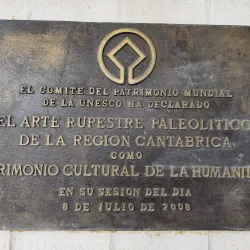 EL COMITE DEL PATRIMONIO MUNDIAL
DE LA UNESCO HA DECLARADO
EL ARTE RUPESTRE PALEOLITICO
DE LA REGION CANTABRICA
COMO
RIMONIO CULTURAL DE LA HUMANID
EN SU SESION DEL DIA
8 DE JULIO DE 2008